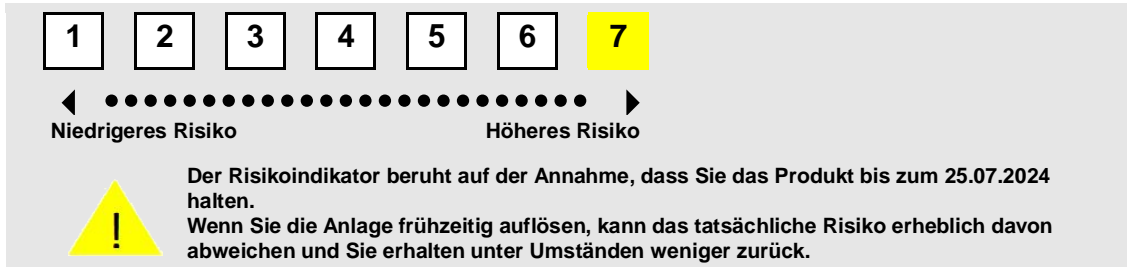 1 2 3 4 5 6 7
Niedrigeres Risiko Höheres Risiko
Der Risikoindikator beruht auf der Annahme, dass Sie das Produkt bis zum 25.07.2024
halten.
Wenn Sie die Anlage frühzeitig auflösen, kann das tatsächliche Risiko erheblich davon
abweichen und Sie erhalten unter Umständen weniger zurück.
!